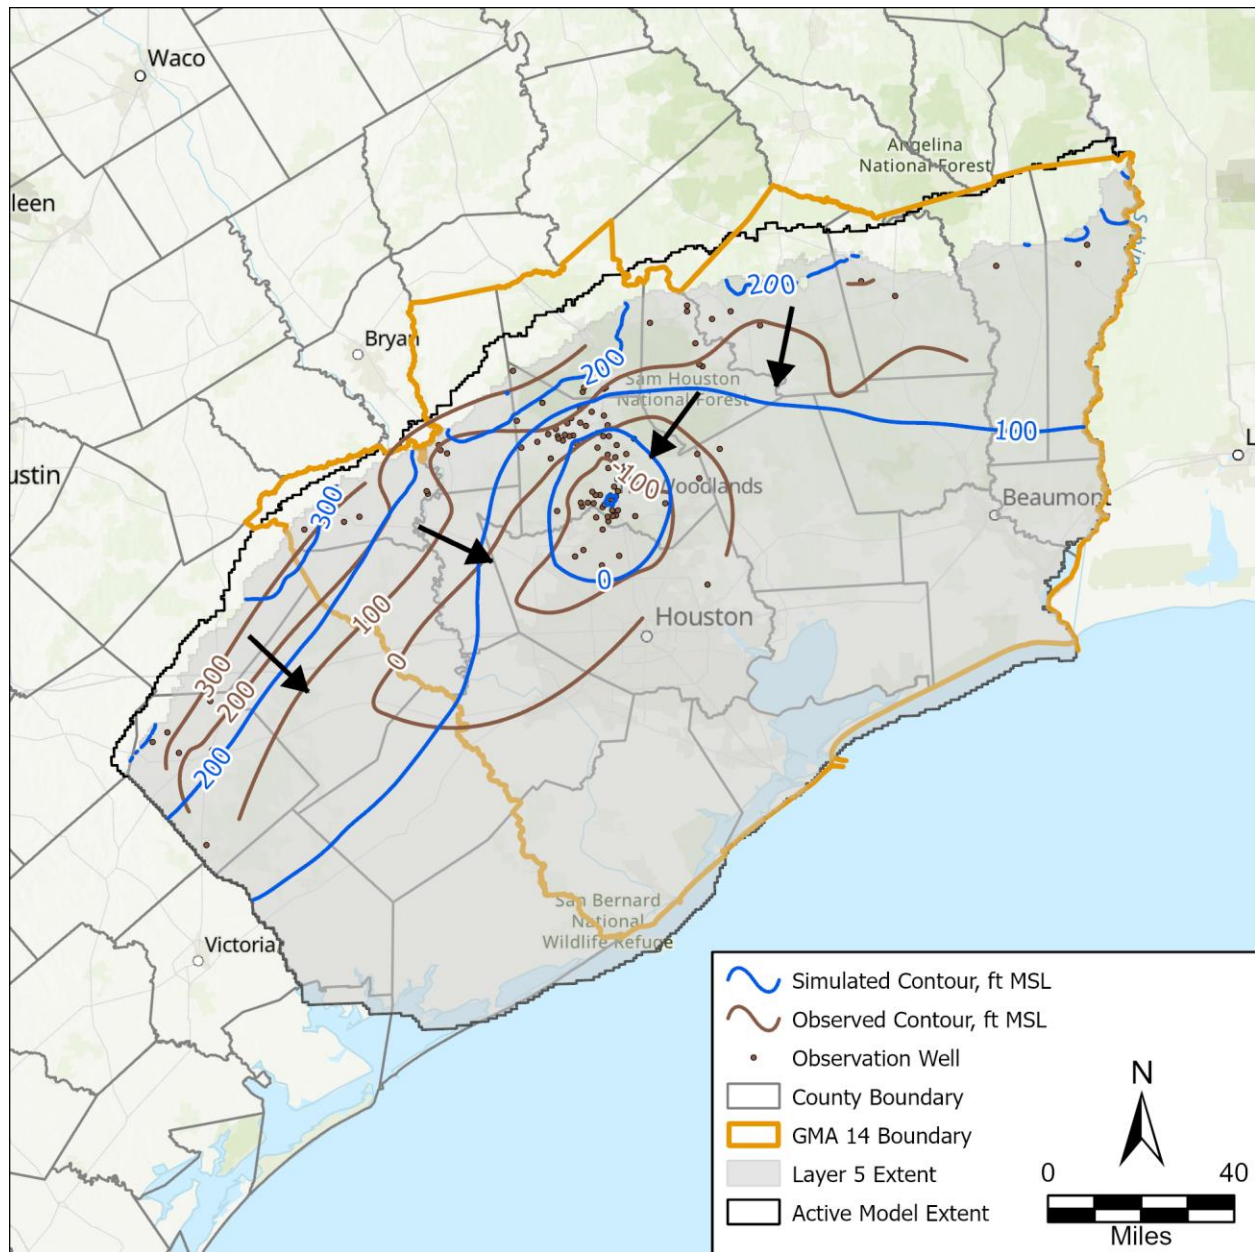 Waco
Angelina
National Forest
leen
Sabine
200
Bryan
200
Sam Houston
National Forest
100
L
ustin
-100
Woodlands
Beaumon
300
100
0
Houston
0
300
200
200
San Bernard
National
Wildlife Refuge
Victoria
Simulated Contour, ft MSL
Observed Contour, ft MSL
Observation Well
County Boundary
GMA 14 Boundary
Layer 5 Extent
Active Model Extent
N
0 40
Miles